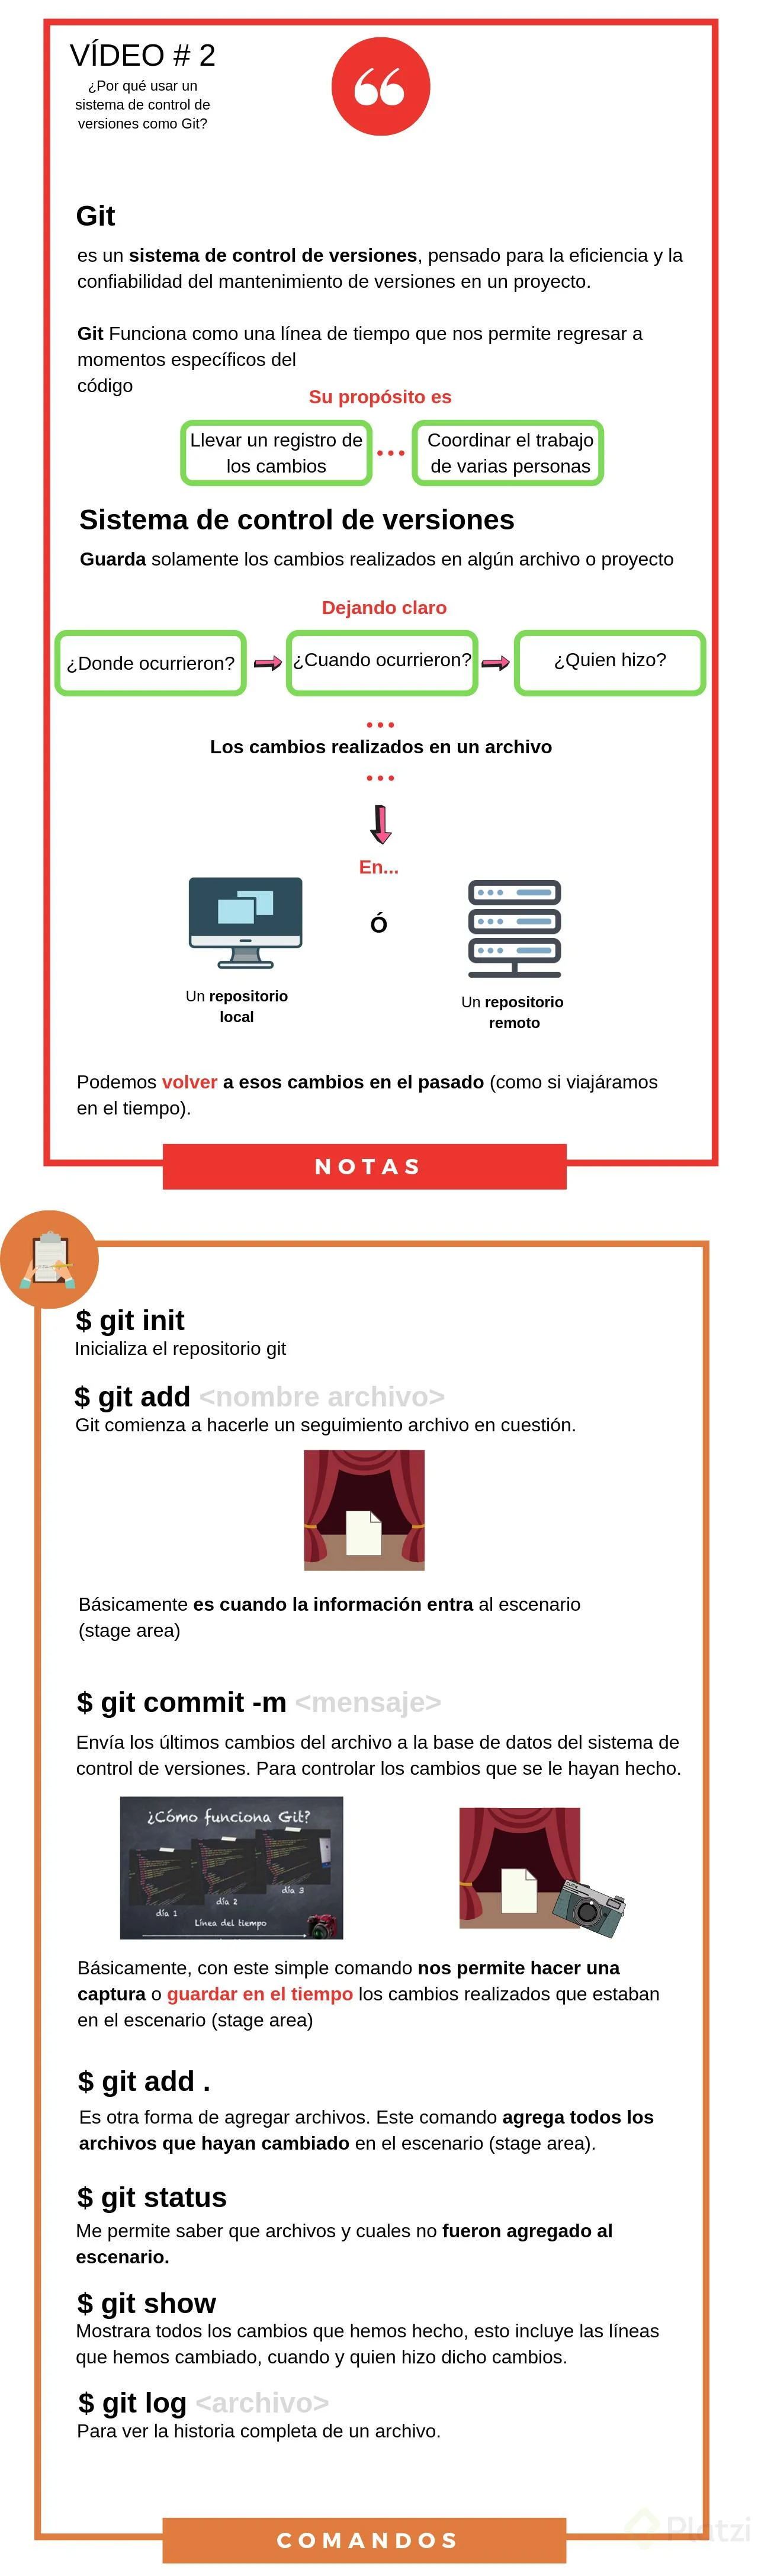 VÍDEO # 2
¿Por qué usar un
sistema de control de
versiones como Git?
Git
es un sistema de control de versiones, pensado para la eficiencia y la
confiabilidad del mantenimiento de versiones en un proyecto.
Git Funciona como una línea de tiempo que nos permite regresar a
momentos específicos del
código
Su propósito es
Llevar un registro de
los cambios
Coordinar el trabajo
de varias personas
Sistema de control de versiones
Guarda solamente los cambios realizados en algún archivo o proyecto
Dejando claro
¿Donde ocurrieron?
¿Cuando ocurrieron?
¿Quien hizo?
Los cambios realizados en un archivo
En...
Ó
Un repositorio
local
Un repositorio
remoto
Podemos volver a esos cambios en el pasado (como si viajáramos
en el tiempo).
NOTAS
$ git init
Inicializa el repositorio git
$ git add <nombre archivo>
Git comienza a hacerle un seguimiento archivo en cuestión.
Básicamente es cuando la información entra al escenario
(stage area)
$ git commit -m <mensaje>
Envía los últimos cambios del archivo a la base de datos del sistema de
control de versiones. Para controlar los cambios que se le hayan hecho.
¿Cómo funciona Git?
día 1
día 2
día 3
Línea del tiempo
Básicamente, con este simple comando nos permite hacer una
captura o guardar en el tiempo los cambios realizados que estaban
en el escenario (stage area)
$ git add .
Es otra forma de agregar archivos. Este comando agrega todos los
archivos que hayan cambiado en el escenario (stage area).
$ git status
Me permite saber que archivos y cuales no fueron agregado al
escenario.
$ git show
Mostrara todos los cambios que hemos hecho, esto incluye las líneas
que hemos cambiado, cuando y quien hizo dicho cambios.
$ git log <archivo>
Para ver la historia completa de un archivo.
COMANDOS
Platzi